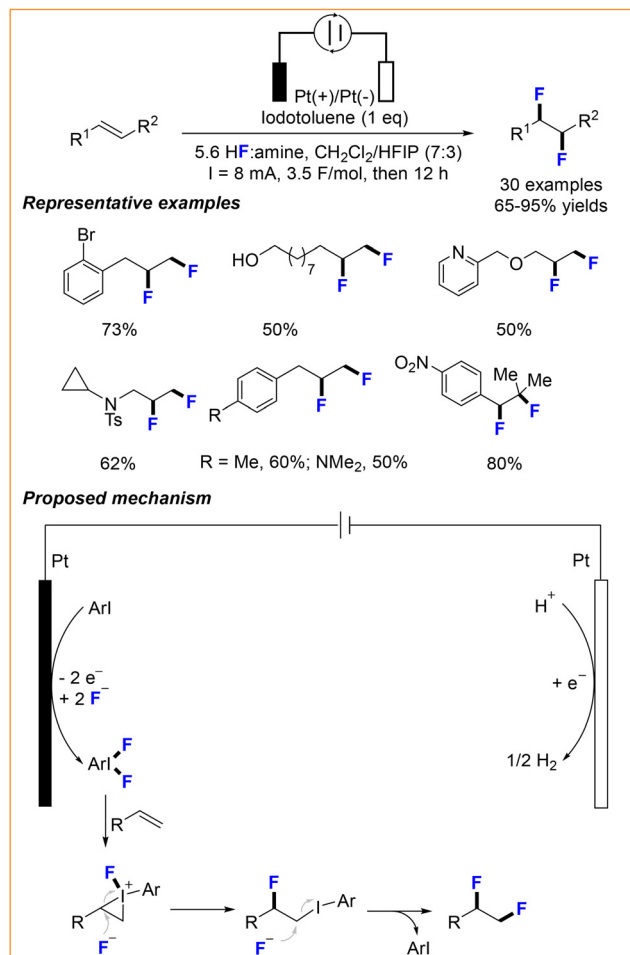 Pt(+)/Pt(-)
Iodotoluene (1 eq)
R1 R2
5.6 HF:amine, CH2Cl2/HFIP (7:3)
I = 8 mA, 3.5 F/mol, then 12 h
F
R1 R2
F
30 examples
65-95% yields
Representative examples
Br
F
F
73%
HO
7
F
F
50%
N
O
F
F
50%
N
Ts
F
F
62%
R
F
F
R = Me, 60%; NMe2, 50%
O2N
Me
Me
F
F
80%
Proposed mechanism
Pt
Pt
ArI
H+
- 2 e−
+ 2 F−
+ e−
F
ArI
F
1/2 H2
R
F
I+
Ar
R
F−
F
I
Ar
R
F−
ArI
F
R
F